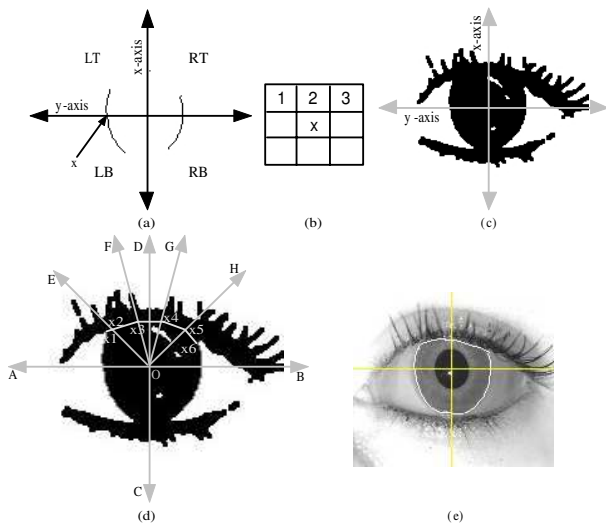 LT
x-axis
RT
y-axis
x
LB
RB
(a)
1 2 3
x
(b)
x-axis
y-axis
(c)
F D G
E
H
x1
x2
x3
x4
x5
x6
A
O
B
C
(d)
(e)